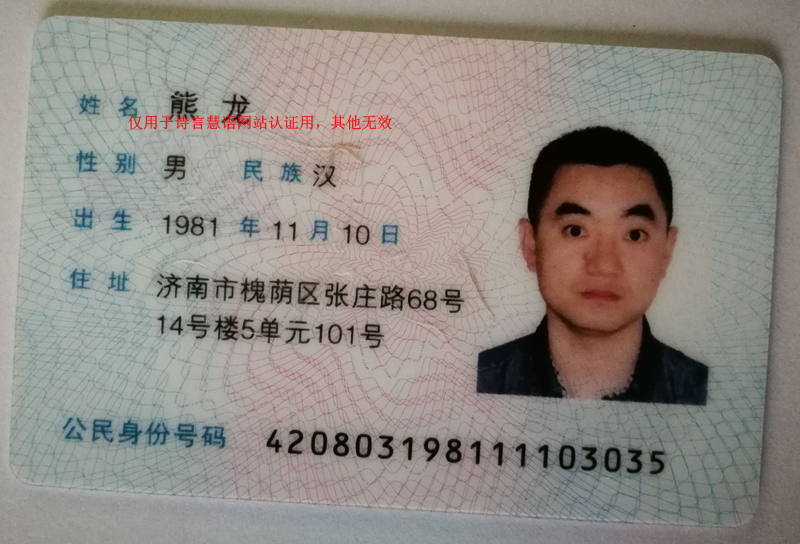 姓名 熊龙
仅用于诗言慧语网站认证用，其他无效
性别 男 民族 汉
出生 1981 年 11 月 10 日
住址 济南市槐荫区张庄路68号
14号楼5单元101号
公民身份号码 420803198111103035